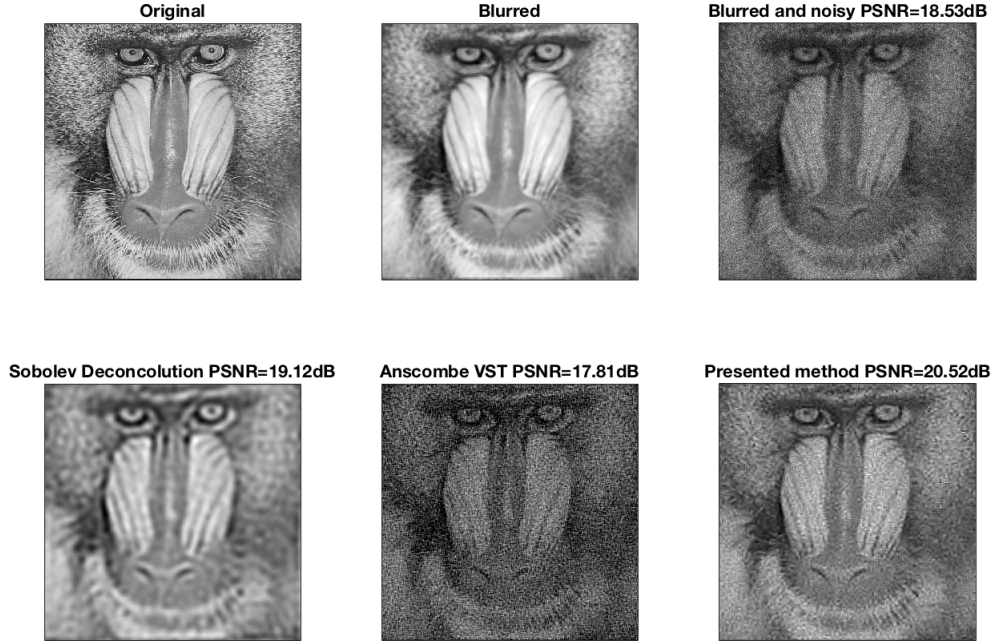 Original
Blurred
Blurred and noisy PSNR=18.53dB
Sobolev Deconcolution PSNR=19.12dB
Anscombe VST PSNR=17.81dB
Presented method PSNR=20.52dB